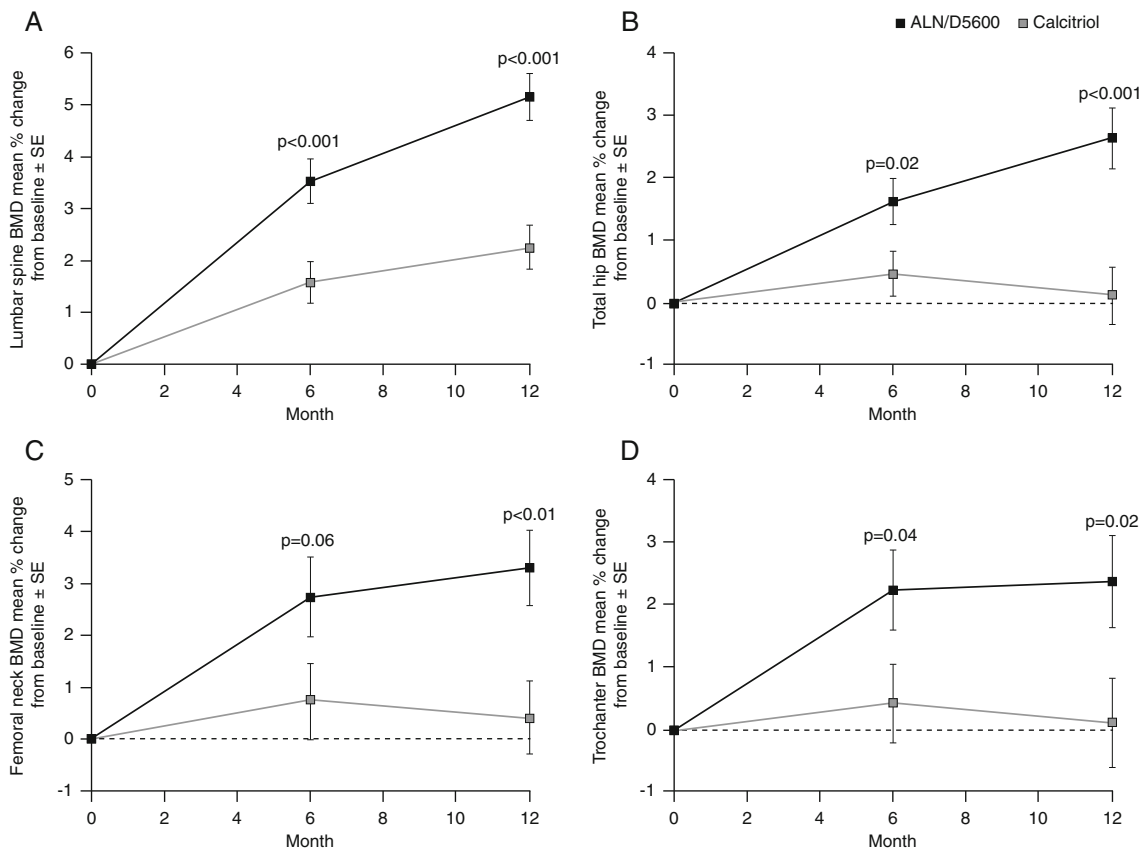 A
Lumbar spine BMD mean % change
from baseline ± SE
6
5
4
3
2
1
0
p<0.001
p<0.001
0 2 4 6 8 10 12
Month
B
■ ALN/D5600 ■ Calcitriol
Total hip BMD mean % change
from baseline ± SE
4
3
2
1
0
-1
p=0.02
p<0.001
0 2 4 6 8 10 12
Month
C
Femoral neck BMD mean % change
from baseline ± SE
5
4
3
2
1
0
-1
p=0.06
p<0.01
0 2 4 6 8 10 12
Month
D
Trochanter BMD mean % change
from baseline ± SE
4
3
2
1
0
-1
p=0.04
p=0.02
0 2 4 6 8 10 12
Month